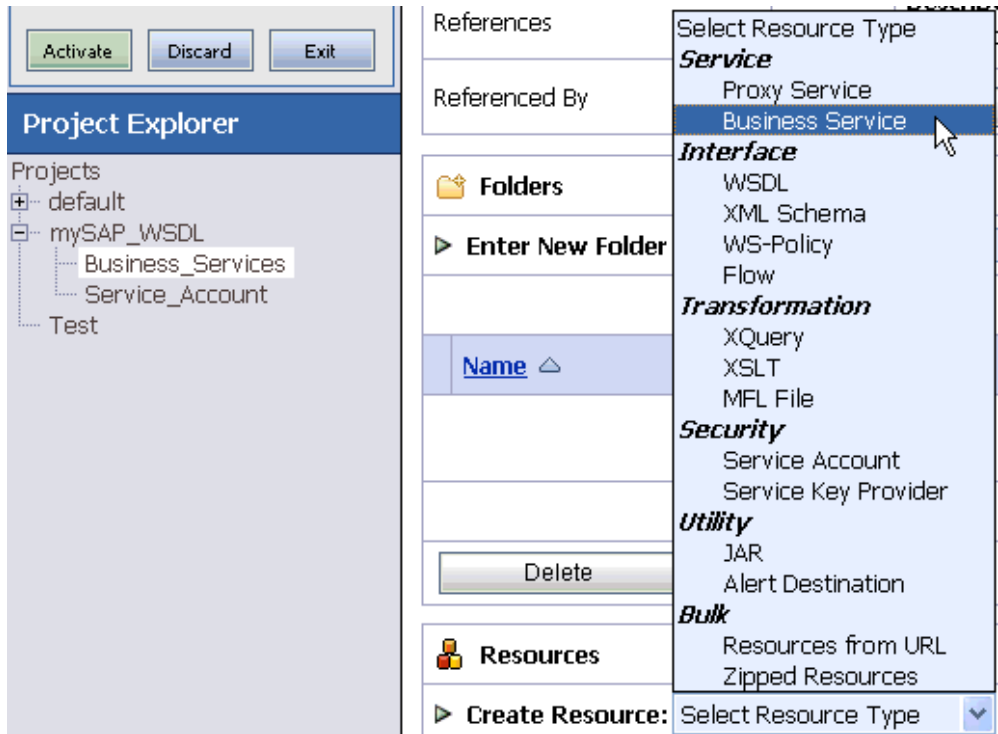 Activate
Discard
Exit
Project Explorer
Projects
default
mySAP_WSDL
Business_Services
Service_Account
Test
References
Referenced By
Folders
Enter New Folder
Name
Delete
Resources
Create Resource: Select Resource Type
Select Resource Type
Service
Proxy Service
Business Service
Interface
WSDL
XML Schema
WS-Policy
Flow
Transformation
XQuery
XSLT
MFL File
Security
Service Account
Service Key Provider
Utility
JAR
Alert Destination
Bulk
Resources from URL
Zipped Resources